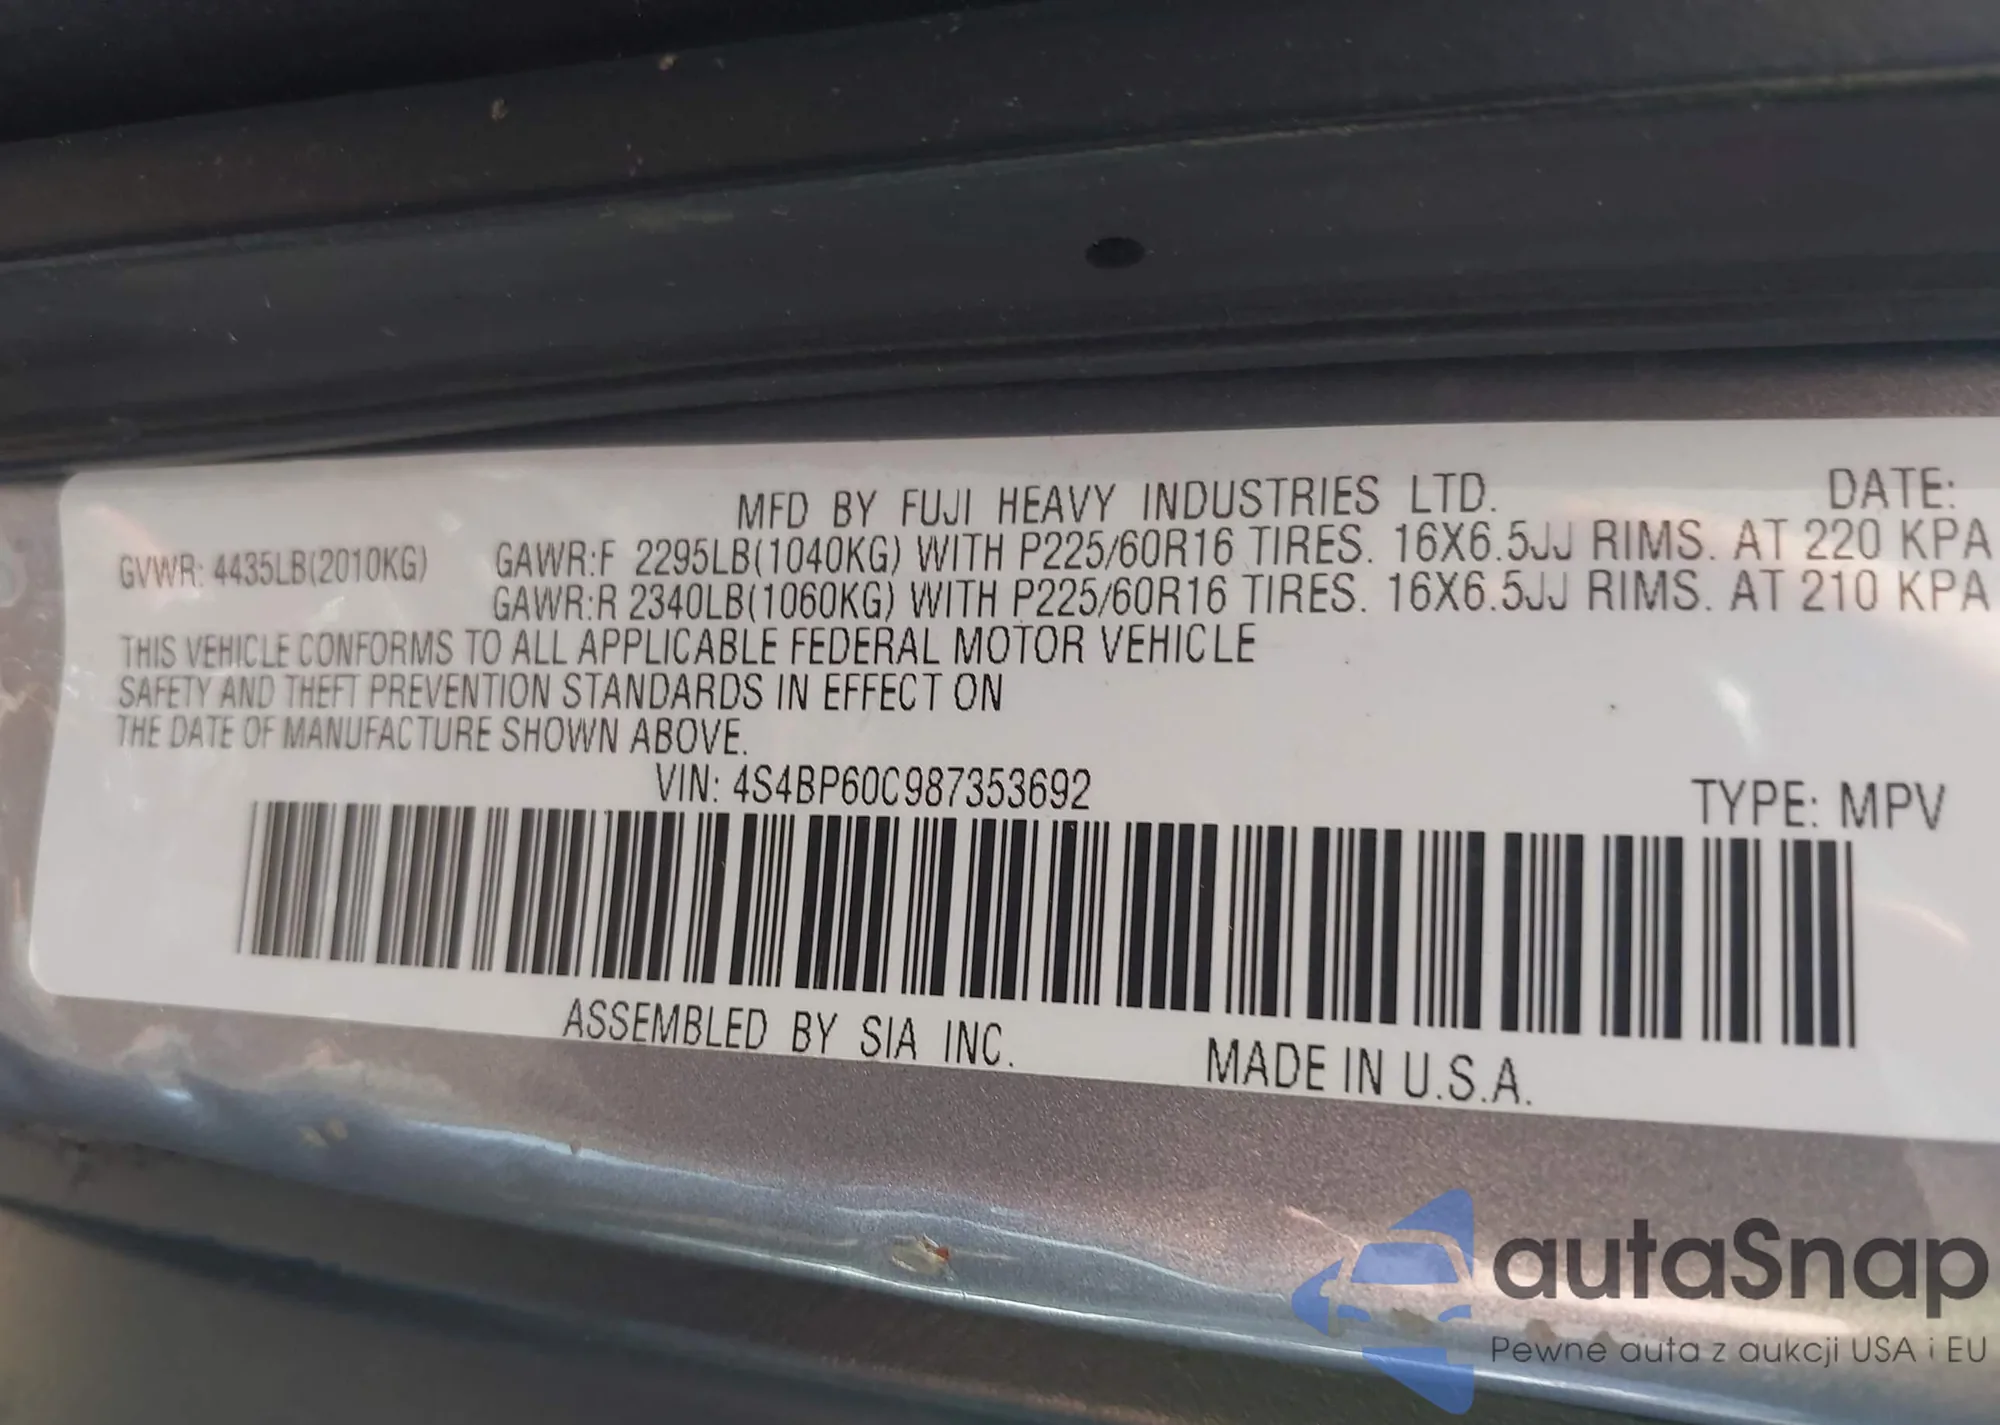 MFD BY FUJI HEAVY INDUSTRIES LTD. DATE:
GVWR: 4435LB(2010KG) GAWR:F 2295LB(1040KG) WITH P225/60R16 TIRES. 16X6.5JJ RIMS. AT 220 KPA
GAWR:R 2340LB(1060KG) WITH P225/60R16 TIRES. 16X6.5JJ RIMS. AT 210 KPA
THIS VEHICLE CONFORMS TO ALL APPLICABLE FEDERAL MOTOR VEHICLE
SAFETY AND THEFT PREVENTION STANDARDS IN EFFECT ON
THE DATE OF MANUFACTURE SHOWN ABOVE.
VIN: 4S4BP60C987353692 TYPE: MPV
ASSEMBLED BY SIA INC. MADE IN U.S.A.
autaSnap
Pewne auta z aukcji USA i EU